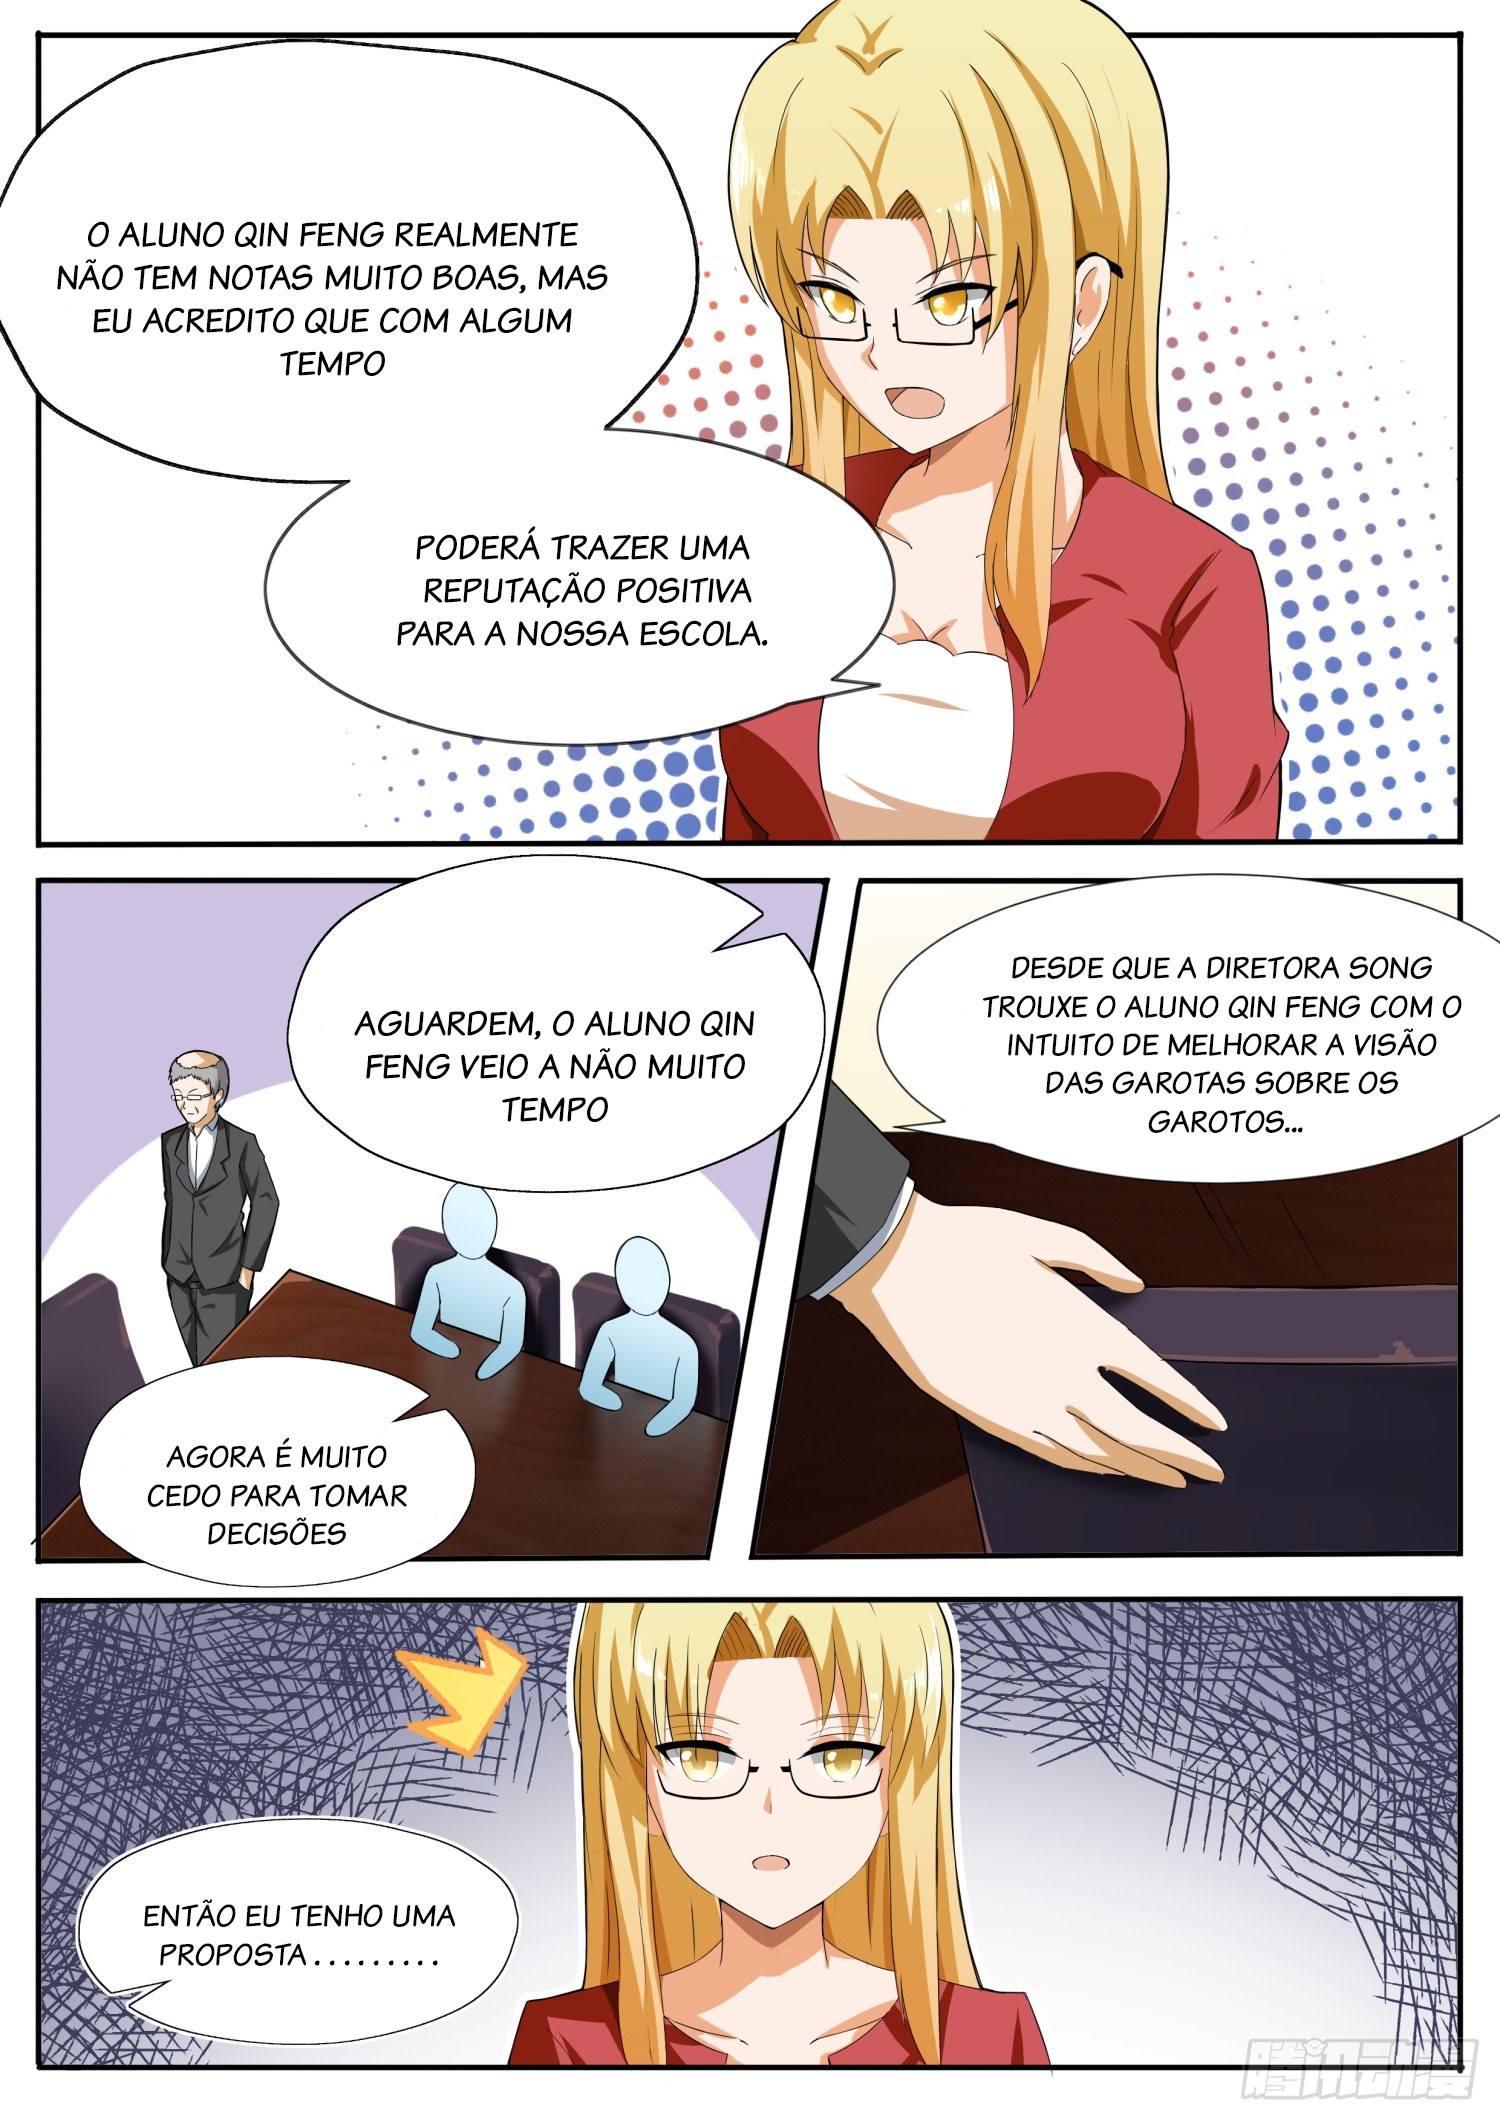 O ALUNO QIN FENG REALMENTE
NÃO TEM NOTAS MUITO BOAS, MAS
EU ACREDITO QUE COM ALGUM
TEMPO
PODERÁ TRAZER UMA
REPUTAÇÃO POSITIVA
PARA A NOSSA ESCOLA.
AGUARDEM, O ALUNO QIN
FENG VEIO A NÃO MUITO
TEMPO
AGORA É MUITO
CEDO PARA TOMAR
DECISÕES
DESDE QUE A DIRETORA SONG
TROUXE O ALUNO QIN FENG COM O
INTUITO DE MELHORAR A VISÃO
DAS GAROTAS SOBRE OS
GAROTOS...
ENTÃO EU TENHO UMA
PROPOSTA.........
腾讯动漫